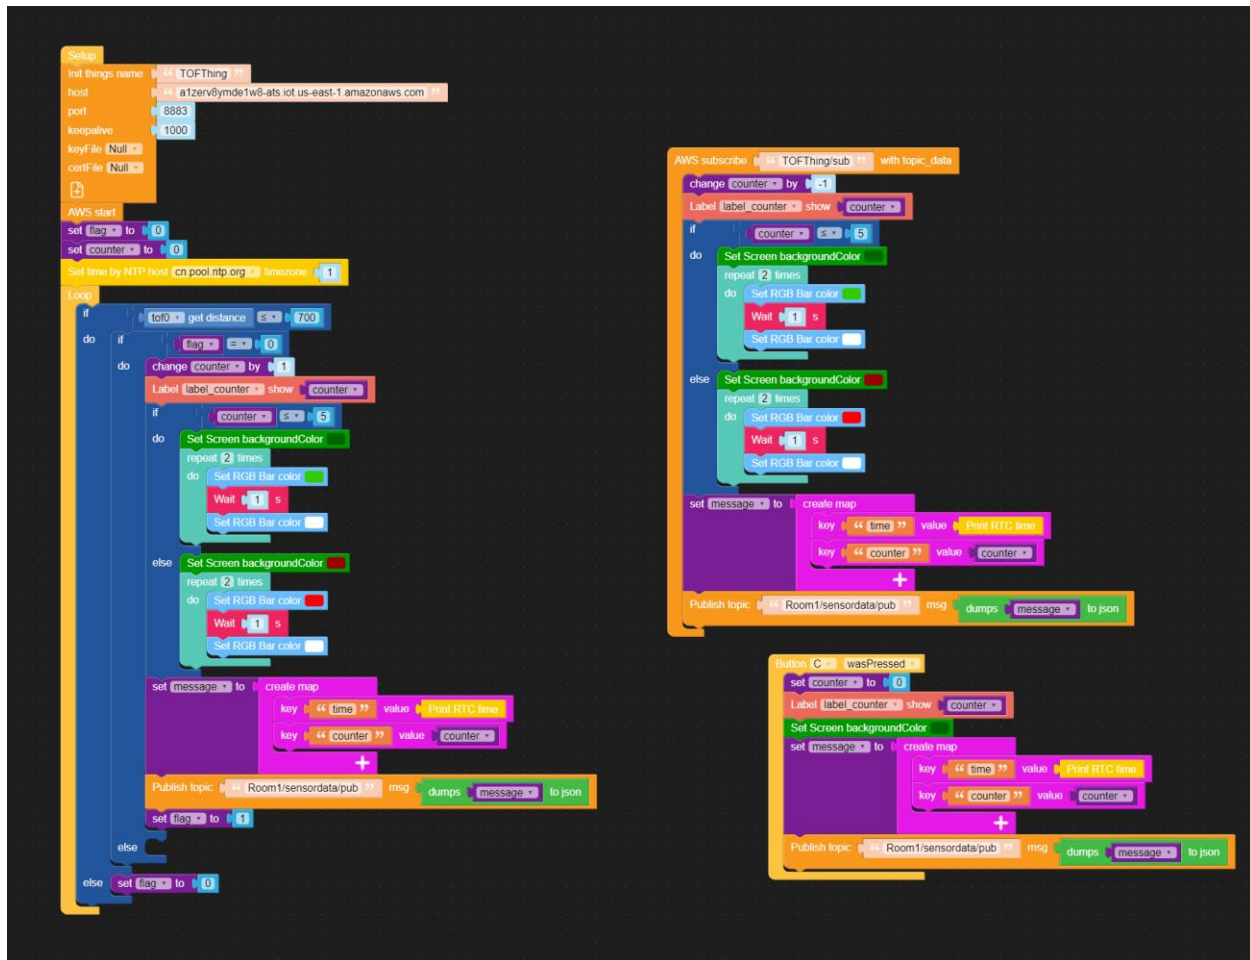 Setup
Init things name “ TOFThing ”
host “ a1zerv8ymde1w8-ats.iot.us-east-1.amazonaws.com ”
port 8883
keepalive 1000
keyFile Null
certFile Null
AWS start
set flag to 0
set counter to 0
Set time by NTP host cn.pool.ntp.org timezone 1
Loop
if tof0 get distance ≤ 700
do if flag = 0
do change counter by 1
Label label_counter show counter
if counter ≤ 5
do Set Screen backgroundColor
repeat 2 times
do Set RGB Bar color
Wait 1 s
Set RGB Bar color
else Set Screen backgroundColor
repeat 2 times
do Set RGB Bar color
Wait 1 s
Set RGB Bar color
set message to create map
key “ time ” value Print RTC time
key “ counter ” value counter
Publish topic “ Room1/sensordata/pub ” msg dumps message to json
set flag to 1
else
else set flag to 0
AWS subscribe “ TOFThing/sub ” with topic_data
change counter by -1
Label label_counter show counter
if counter ≤ 5
do Set Screen backgroundColor
repeat 2 times
do Set RGB Bar color
Wait 1 s
Set RGB Bar color
else Set Screen backgroundColor
repeat 2 times
do Set RGB Bar color
Wait 1 s
Set RGB Bar color
set message to create map
key “ time ” value Print RTC time
key “ counter ” value counter
Publish topic “ Room1/sensordata/pub ” msg dumps message to json
Button C wasPressed
set counter to 0
Label label_counter show counter
Set Screen backgroundColor
set message to create map
key “ time ” value Print RTC time
key “ counter ” value counter
Publish topic “ Room1/sensordata/pub ” msg dumps message to json